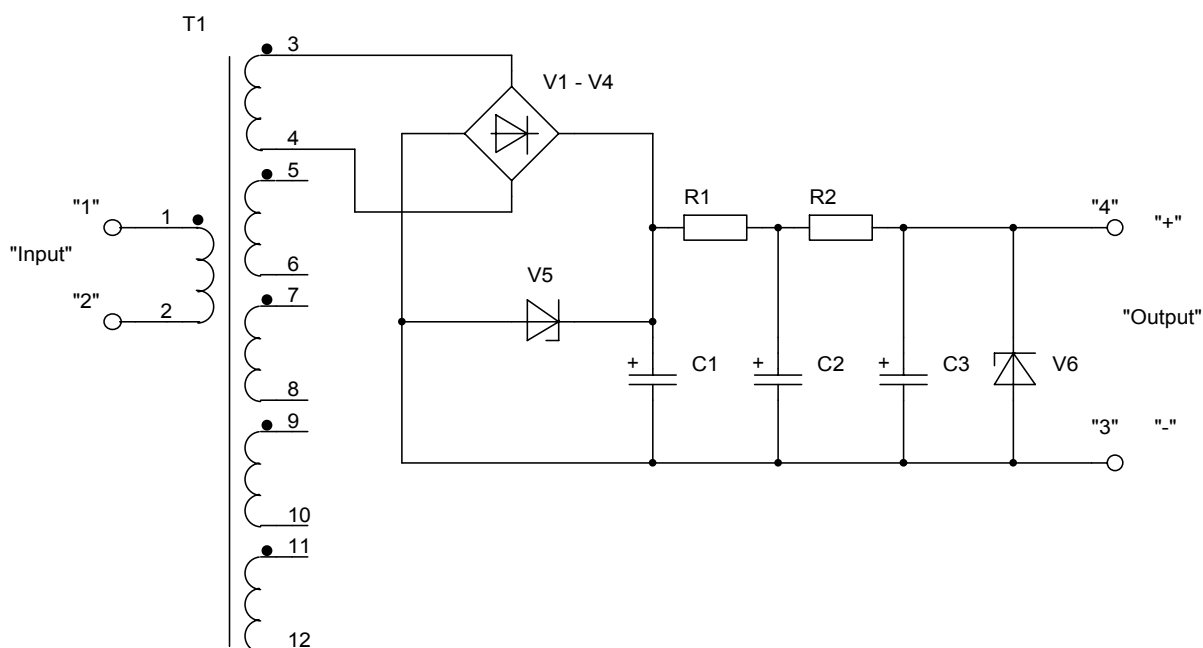 T1
3
V1 - V4
4
5
"1"
1
R1
R2
"4"
"+"
"Input"
6
V5
"2"
2
7
"Output"
+
C1
+
C2
+
C3
V6
8
9
"3"
"-"
10
11
12